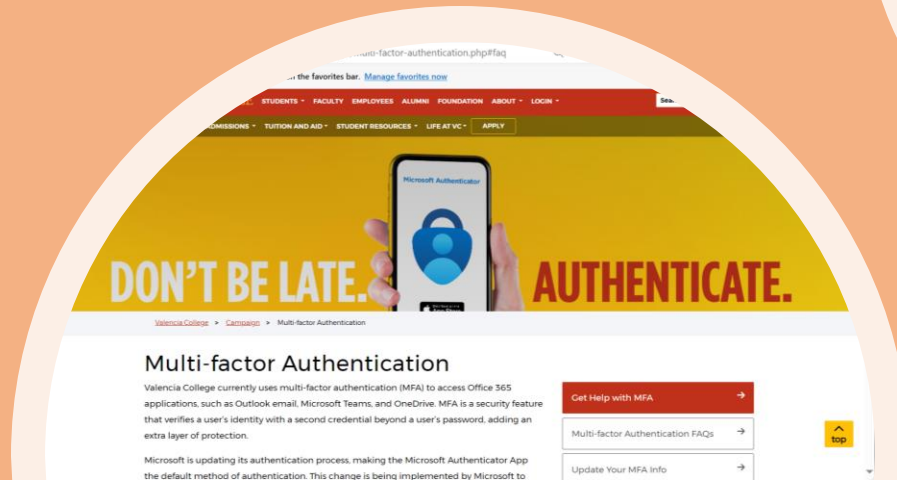 -factor-authentication.php#faq
the favorites bar. Manage favorites now
STUDENTS FACULTY EMPLOYEES ALUMNI FOUNDATION ABOUT LOGIN
ADMISSIONS TUITION AND AID STUDENT RESOURCES LIFE AT VC APPLY
Microsoft Authenticator
DON'T BE LATE. AUTHENTICATE.
Valencia College > Campaign > Multi-factor Authentication
Multi-factor Authentication
Valencia College currently uses multi-factor authentication (MFA) to access Office 365
applications, such as Outlook email, Microsoft Teams, and OneDrive. MFA is a security feature
that verifies a user's identity with a second credential beyond a user's password, adding an
extra layer of protection.
Microsoft is updating its authentication process, making the Microsoft Authenticator App
the default method of authentication. This change is being implemented by Microsoft to
Get Help with MFA
Multi-factor Authentication FAQs
Update Your MFA Info
top